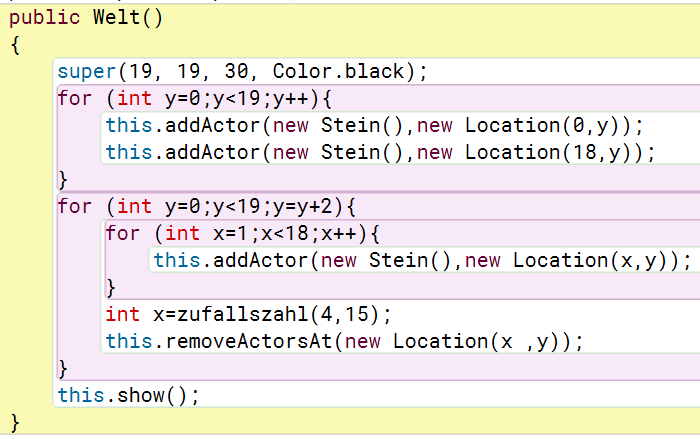 public Welt()
{
super(19, 19, 30, Color.black);
for (int y=0;y<19;y++){
this.addActor(new Stein(),new Location(0,y));
this.addActor(new Stein(),new Location(18,y));
}
for (int y=0;y<19;y=y+2){
for (int x=1;x<18;x++){
this.addActor(new Stein(),new Location(x,y));
}
int x=zufallszahl(4,15);
this.removeActorsAt(new Location(x ,y));
}
this.show();
}